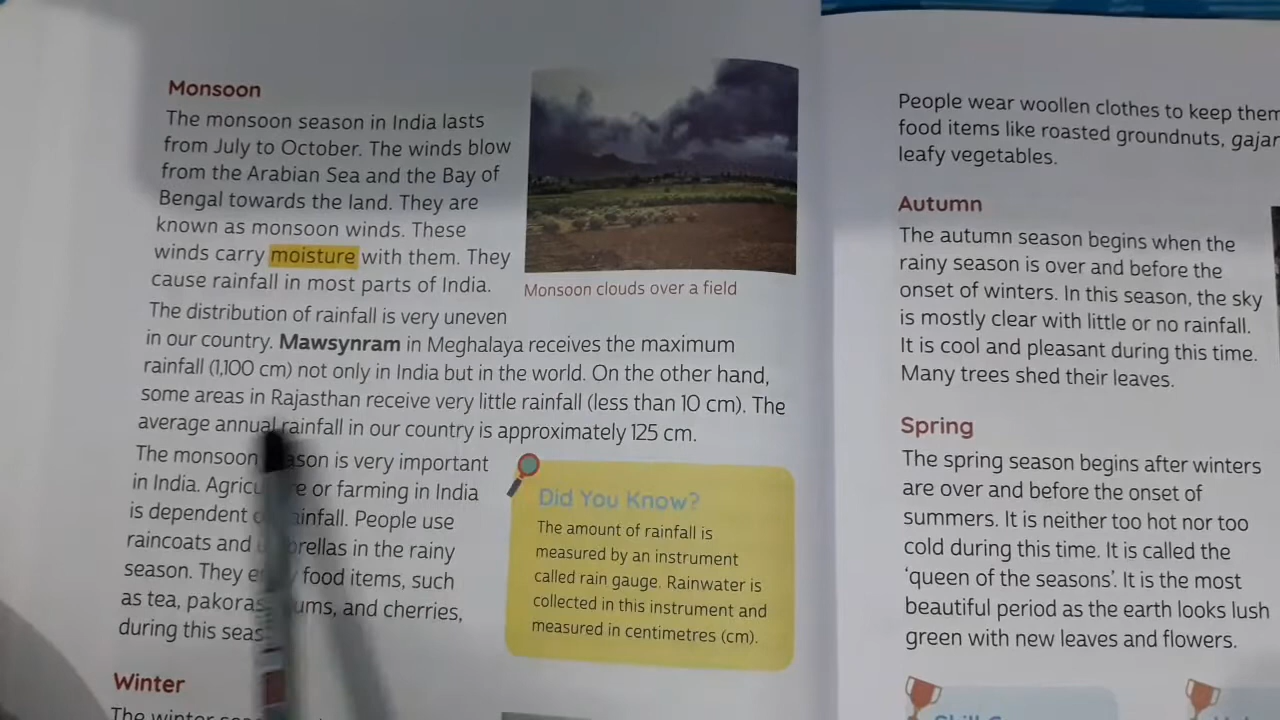 Monsoon
The monsoon season in India lasts
from July to October. The winds blow
from the Arabian Sea and the Bay of
Bengal towards the land. They are
known as monsoon winds. These
winds carry moisture with them. They
cause rainfall in most parts of India.
Monsoon clouds over a field
The distribution of rainfall is very uneven
in our country. Mawsynram in Meghalaya receives the maximum
rainfall (1,100 cm) not only in India but in the world. On the other hand,
some areas in Rajasthan receive very little rainfall (less than 10 cm). The
average annual rainfall in our country is approximately 125 cm.
The monsoon season is very important
in India. Agriculture or farming in India
is dependent on rainfall. People use
raincoats and umbrellas in the rainy
season. They enjoy food items, such
as tea, pakoras, plums, and cherries,
during this seas
Did You Know?
The amount of rainfall is
measured by an instrument
called rain gauge. Rainwater is
collected in this instrument and
measured in centimetres (cm).
Winter
The winter
People wear woollen clothes to keep them
food items like roasted groundnuts, gajar
leafy vegetables.
Autumn
The autumn season begins when the
rainy season is over and before the
onset of winters. In this season, the sky
is mostly clear with little or no rainfall.
It is cool and pleasant during this time.
Many trees shed their leaves.
Spring
The spring season begins after winters
are over and before the onset of
summers. It is neither too hot nor too
cold during this time. It is called the
'queen of the seasons'. It is the most
beautiful period as the earth looks lush
green with new leaves and flowers.